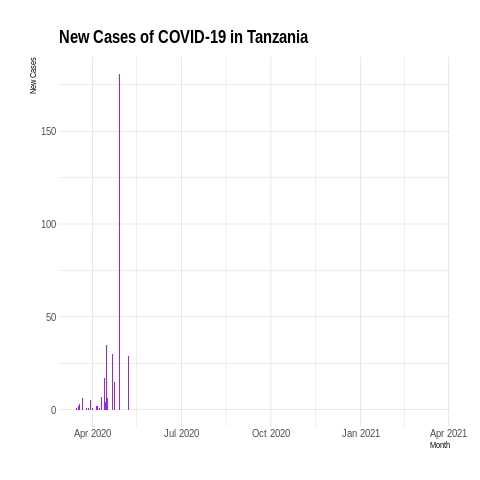 New Cases of COVID-19 in Tanzania
New Cases
150
100
50
0
Apr 2020 Jul 2020 Oct 2020 Jan 2021 Apr 2021
Month